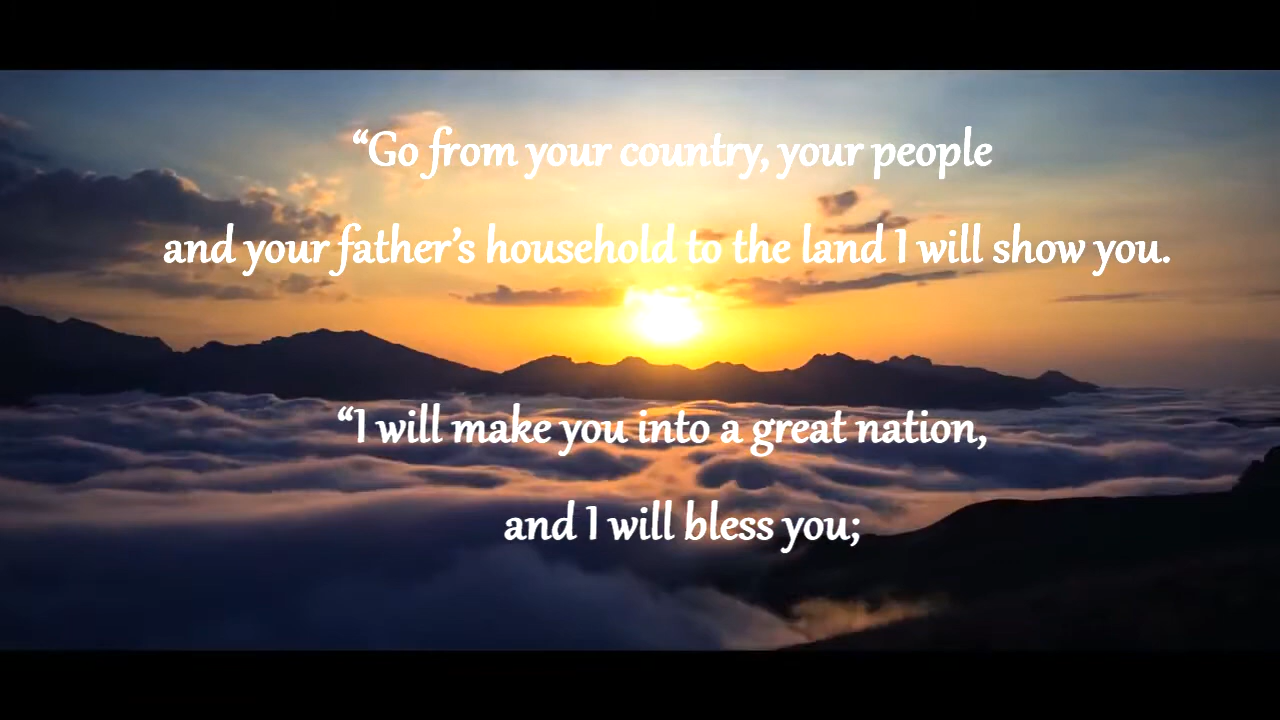 “Go from your country, your people
and your father’s household to the land I will show you.
“I will make you into a great nation,
and I will bless you;